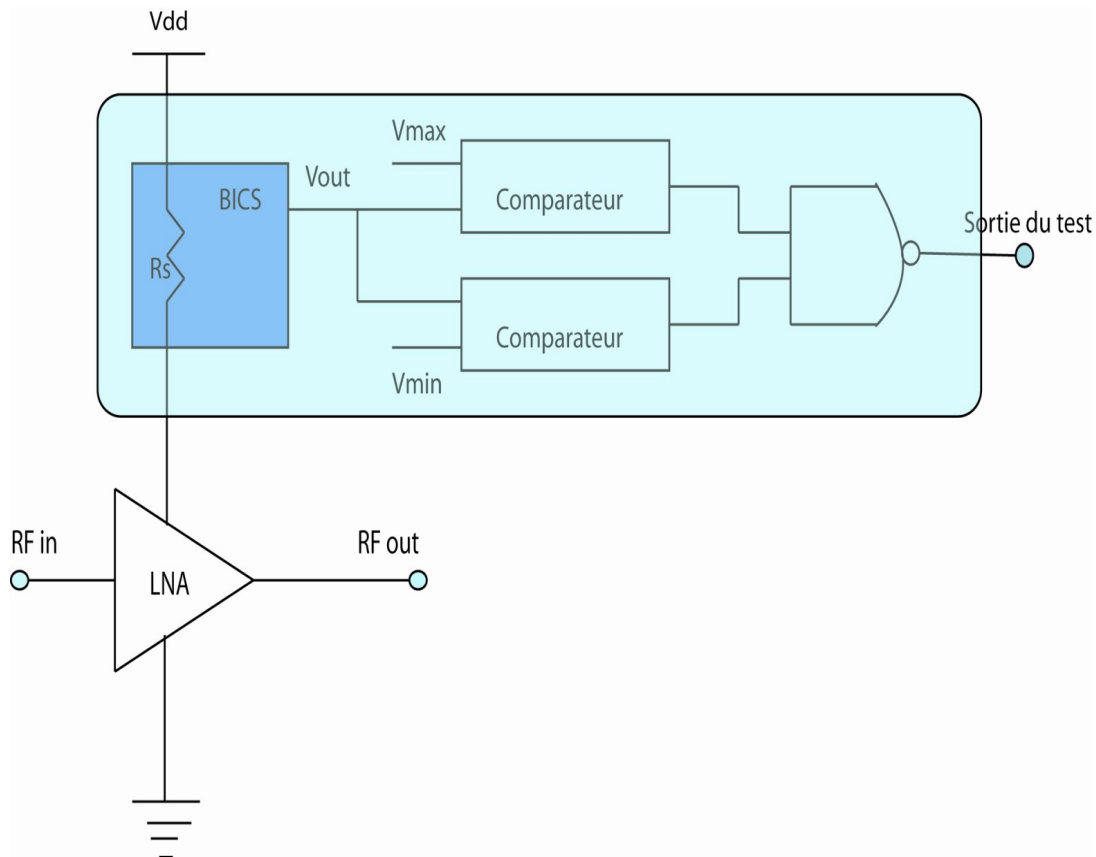 Vdd
Vmax
Vout
BICS
Comparateur
Sortie du test
Rs
Comparateur
Vmin
RF in
RF out
LNA